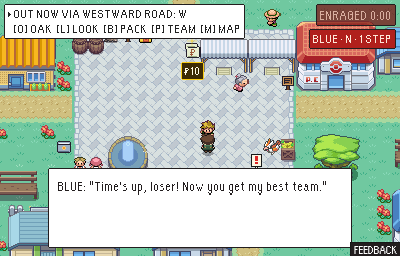 ▸OUT NOW VIA WESTWARD ROAD: W
[O] OAK [L] LOOK [B] PACK [P] TEAM [M] MAP
ENRAGED 0:00
BLUE·N·1 STEP
₽
₽10
P.C
!
BLUE: "Time's up, loser! Now you get my best team."
FEEDBACK